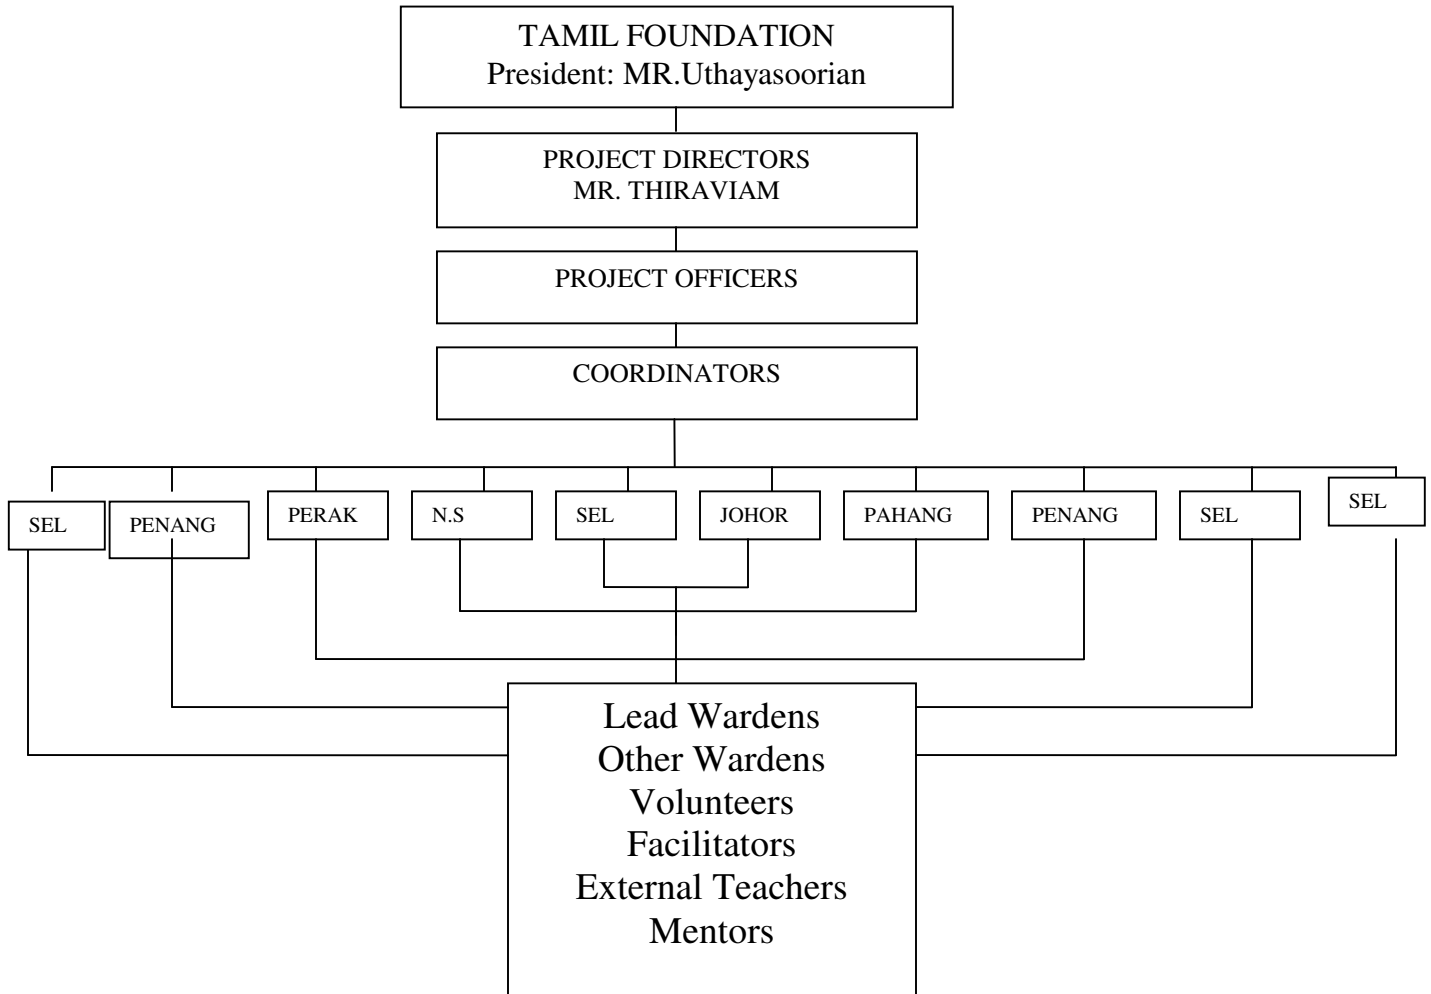 TAMIL FOUNDATION
President: MR.Uthayasoorian
PROJECT DIRECTORS
MR. THIRAVIAM
PROJECT OFFICERS
COORDINATORS
SEL
PENANG
PERAK
N.S
SEL
JOHOR
PAHANG
PENANG
SEL
SEL
Lead Wardens
Other Wardens
Volunteers
Facilitators
External Teachers
Mentors